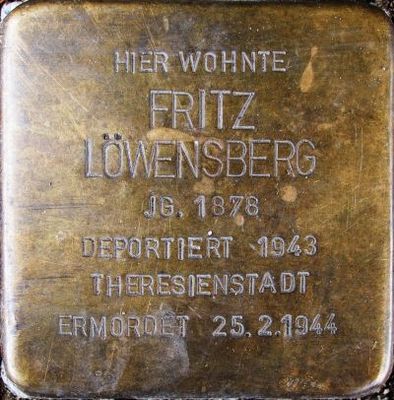 HIER WOHNTE
FRITZ
LÖWENSBERG
JG. 1878
DEPORTIERT 1943
THERESIENSTADT
ERMORDET 25.2.1944